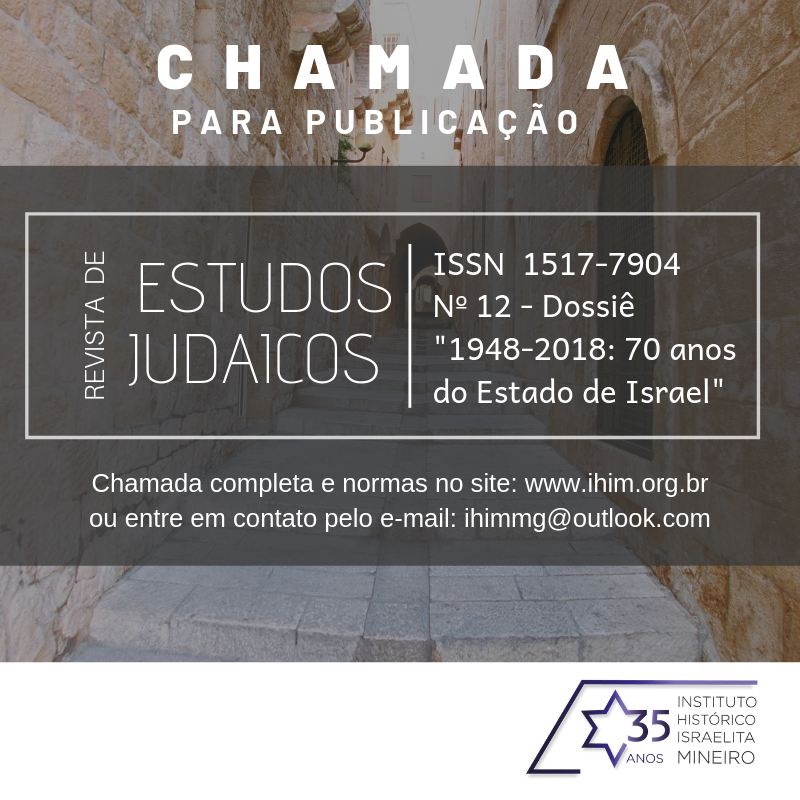 CHAMADA
PARA PUBLICAÇÃO
REVISTA DE
ESTUDOS
JUDAICOS
ISSN 1517-7904
Nº 12 - Dossiê
"1948-2018: 70 anos
do Estado de Israel"
Chamada completa e normas no site: www.ihim.org.br
ou entre em contato pelo e-mail: ihimmg@outlook.com
35
ANOS
INSTITUTO
HISTÓRICO
ISRAELITA
MINEIRO